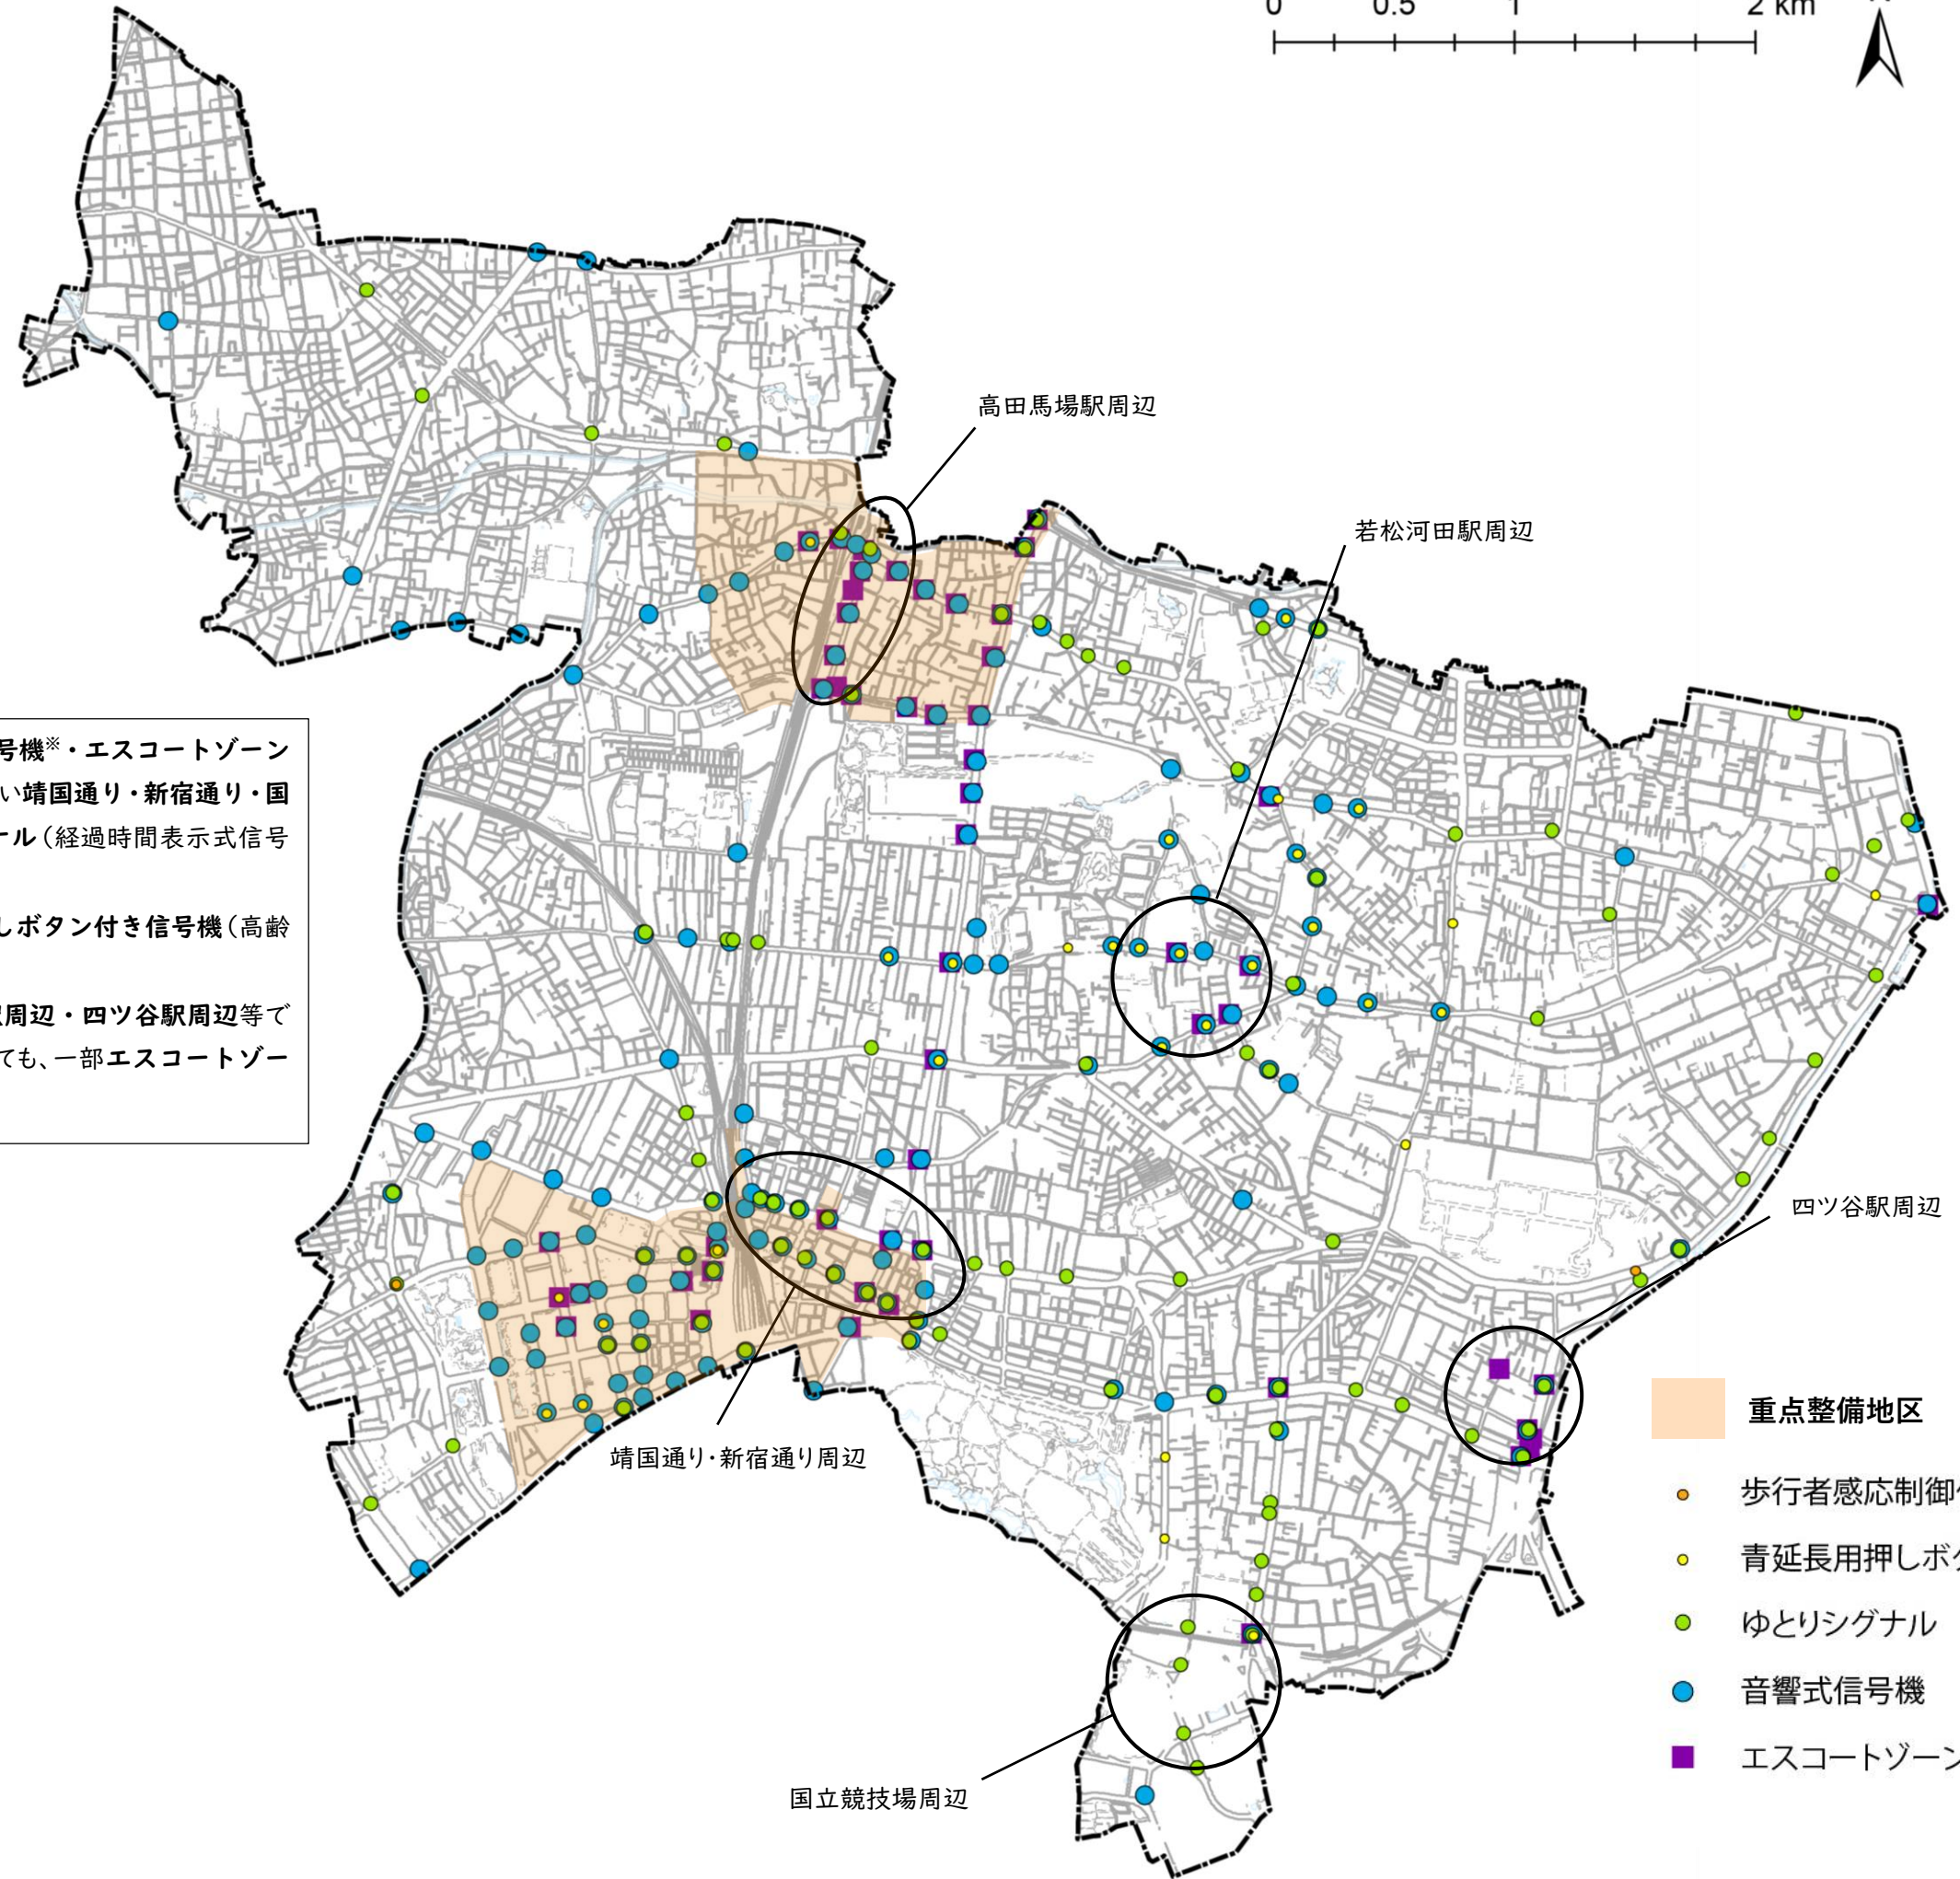 0 0.5 1 2 km
高田馬場駅周辺
若松河田駅周辺
号機※・エスコートゾーン
い靖国通り・新宿通り・国
ナル（経過時間表示式信号
しボタン付き信号機（高齢
駅周辺・四ツ谷駅周辺等で
ても、一部エスコートゾー
四ツ谷駅周辺
靖国通り・新宿通り周辺
国立競技場周辺
重点整備地区
歩行者感応制御
青延長用押しボタ
ゆとりシグナル
音響式信号機
エスコートゾーン